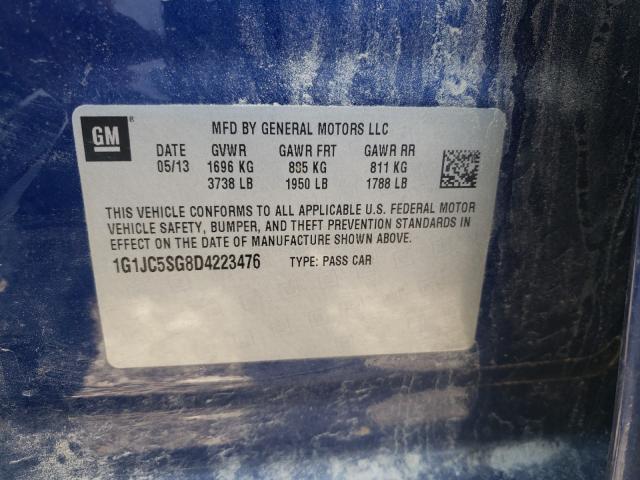 GM®
MFD BY GENERAL MOTORS LLC
DATE GVWR GAWR FRT GAWR RR
05/13 1696 KG 885 KG 811 KG
3738 LB 1950 LB 1788 LB
THIS VEHICLE CONFORMS TO ALL APPLICABLE U.S. FEDERAL MOTOR
VEHICLE SAFETY, BUMPER, AND THEFT PREVENTION STANDARDS IN
EFFECT ON THE DATE OF MANUFACTURE SHOWN ABOVE.
1G1JC5SG8D4223476 TYPE: PASS CAR